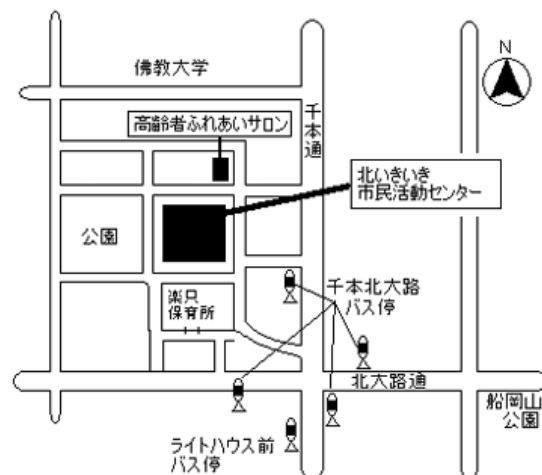 佛教大学
N
高齢者ふれあいサロン
千本通
北いきいき
市民活動センター
公園
楽只
保育所
千本北大路
バス停
北大路通
船岡山
公園
ライトハウス前
バス停